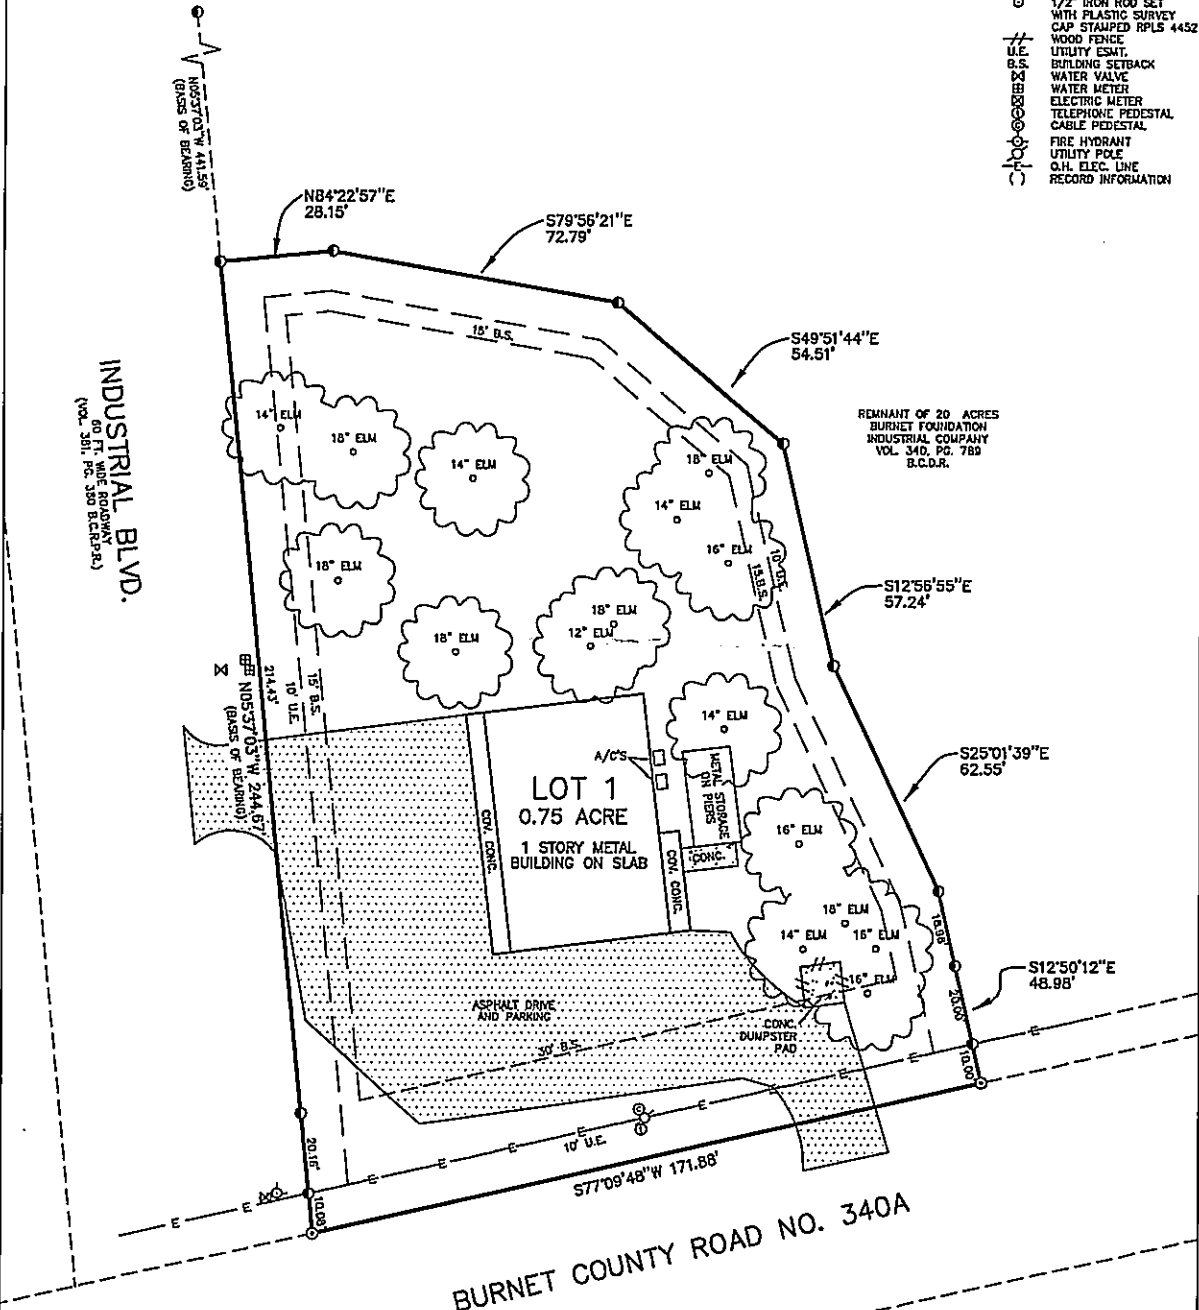 1/2" IRON ROD SET
WITH PLASTIC SURVEY
CAP STAMPED RPLS 4452
WOOD FENCE
U.E. UTILITY ESMT.
B.S. BUILDING SETBACK
WATER VALVE
WATER METER
ELECTRIC METER
TELEPHONE PEDESTAL
CABLE PEDESTAL
FIRE HYDRANT
UTILITY POLE
E O.H. ELEC. LINE
( ) RECORD INFORMATION
N05°37'03"W 441.59'
(BASIS OF BEARING)
N84°22'57"E
28.15'
S79°56'21"E
72.79'
S49°51'44"E
54.51'
15' B.S.
INDUSTRIAL BLVD.
60 FT. WIDE ROADWAY
(VOL. 381, PG. 350 B.C.R.P.R.)
REMNANT OF 20 ACRES
BURNET FOUNDATION
INDUSTRIAL COMPANY
VOL. 340, PG. 789
B.C.D.R.
14" ELM
18" ELM
14" ELM
18" ELM
14" ELM
16" ELM
10' U.E.
15.B.S.
18" ELM
18" ELM
18" ELM
12" ELM
S12°56'55"E
57.24'
214.43'
10' U.E.
15' B.S.
N05°37'03"W 244.67'
(BASIS OF BEARING)
14" ELM
A/C'S
METAL STORAGE
ON PIERS
S25°01'39"E
62.55'
LOT 1
0.75 ACRE
1 STORY METAL
BUILDING ON SLAB
COV. CONC.
COV. CONC.
CONC.
16" ELM
18" ELM
14" ELM
16" ELM
16" ELM
18.98'
20.00'
10.00'
S12°50'12"E
48.98'
ASPHALT DRIVE
AND PARKING
CONC.
DUMPSTER
PAD
30' B.S.
E
E
E
E
E
E
E
E
E
E
E
C
T
10' U.E.
20.16'
10.08'
S77°09'48"W 171.88'
BURNET COUNTY ROAD NO. 340A